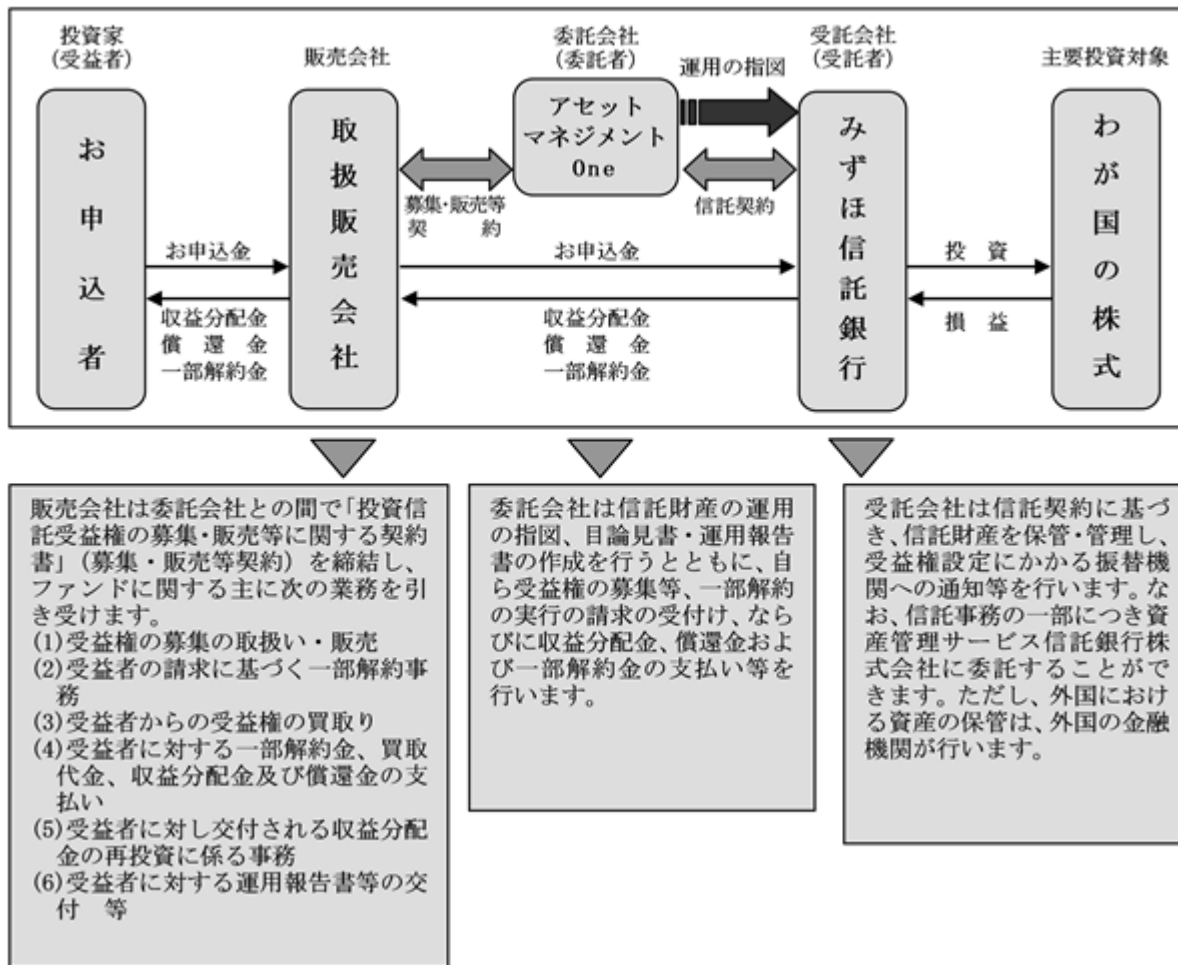 投資家
(受益者)
販売会社
委託会社
(委託者)
受託会社
(受託者)
主要投資対象
お申込者
取扱販売会社
アセット
マネジメント
One
運用の指図
みずほ信託銀行
わが国の株式
募集・販売等
契約
信託契約
お申込金
お申込金
投資
収益分配金
償還金
一部解約金
収益分配金
償還金
一部解約金
損益
販売会社は委託会社との間で「投資信
託受益権の募集・販売等に関する契約
書」(募集・販売等契約)を締結し、
ファンドに関する主に次の業務を引
き受けます。
(1)受益権の募集の取扱い・販売
(2)受益者の請求に基づく一部解約事
務
(3)受益者からの受益権の買取り
(4)受益者に対する一部解約金、買取
代金、収益分配金及び償還金の支
払い
(5)受益者に対し交付される収益分配
金の再投資に係る事務
(6)受益者に対する運用報告書等の交
付 等
委託会社は信託財産の運用
の指図、目論見書・運用報告
書の作成を行うとともに、自
ら受益権の募集等、一部解約
の実行の請求の受付け、なら
びに収益分配金、償還金およ
び一部解約金の支払い等を
行います。
受託会社は信託契約に基づ
き、信託財産を保管・管理し、
受益権設定にかかる振替機
関への通知等を行います。な
お、信託事務の一部につき資
産管理サービス信託銀行株
式会社に委託することがで
きます。ただし、外国におけ
る資産の保管は、外国の金融
機関が行います。